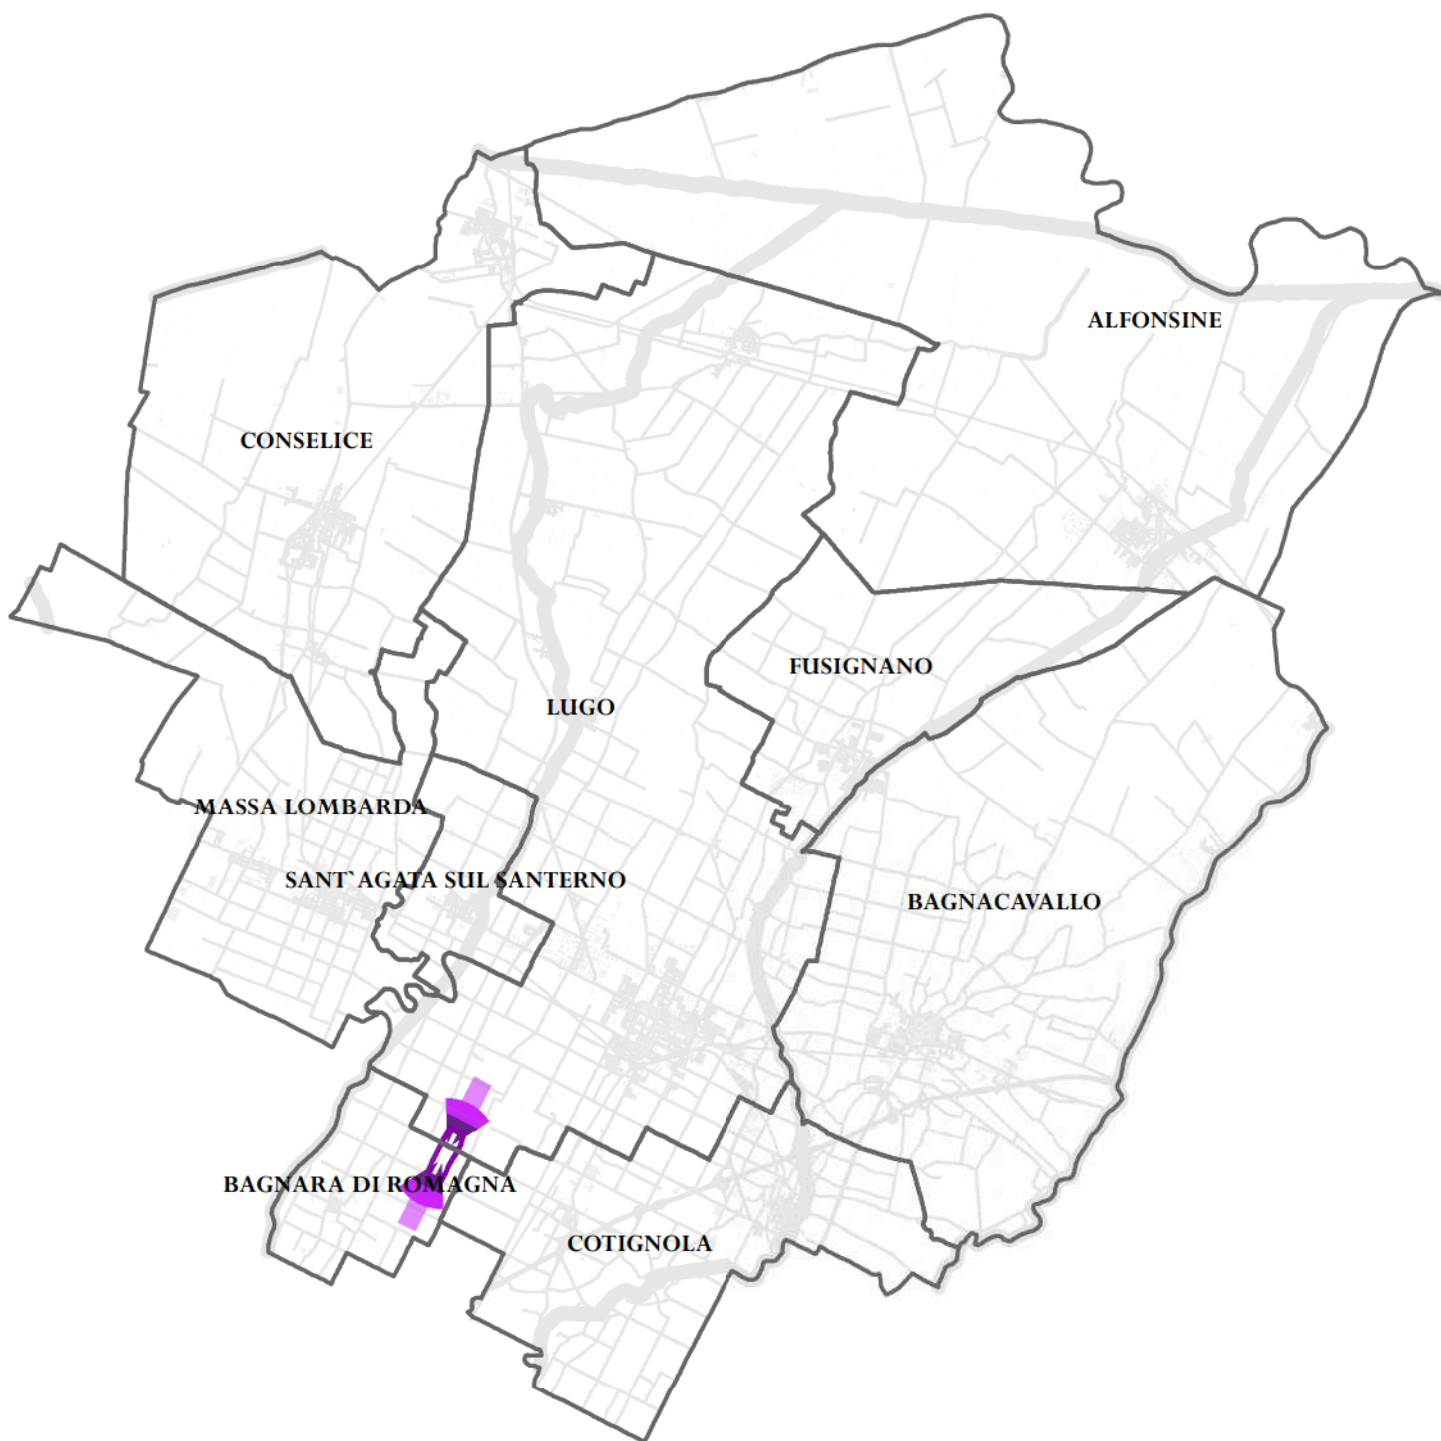 ALFONSINE
CONSELICE
FUSIGNANO
LUGO
MASSA LOMBARDA
SANT`AGATA SUL SANTERNO
BAGNACAVALLO
BAGNARA DI ROMAGNA
COTIGNOLA